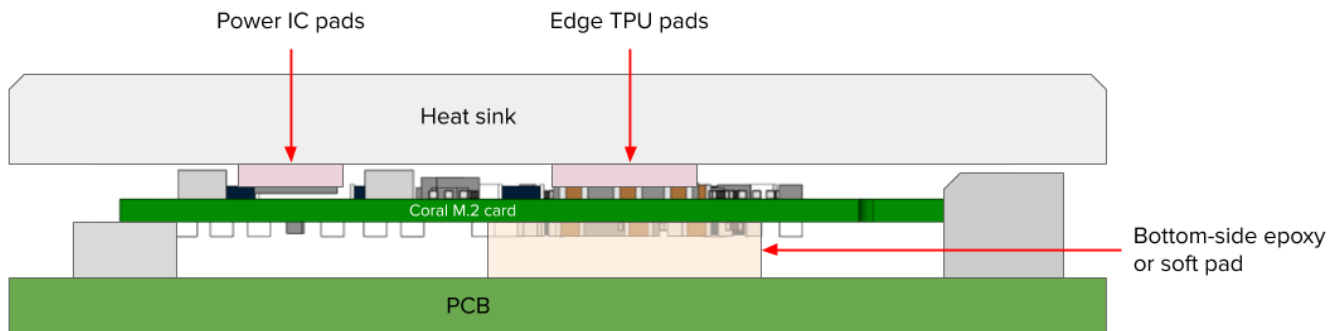 Power IC pads
Edge TPU pads
Heat sink
Coral M.2 card
Bottom-side epoxy
or soft pad
PCB